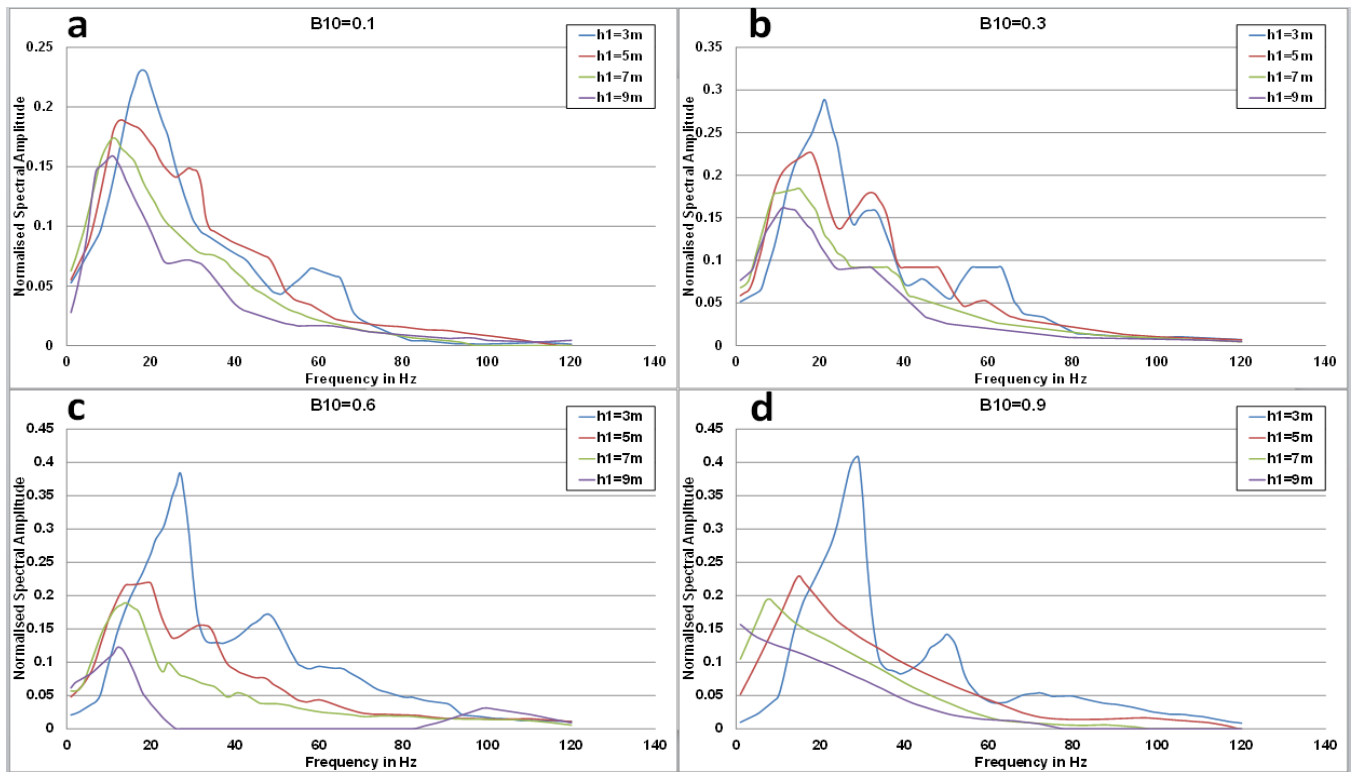 a
B10=0.1
Normalised Spectral Amplitude
0.25
0.2
0.15
0.1
0.05
0
0 20 40 60 80 100 120 140
Frequency in Hz
h1=3m
h1=5m
h1=7m
h1=9m
b
B10=0.3
Normalised Spectral Amplitude
0.35
0.3
0.25
0.2
0.15
0.1
0.05
0
0 20 40 60 80 100 120 140
Frequency in Hz
h1=3m
h1=5m
h1=7m
h1=9m
c
B10=0.6
Normalised Spectral Amplitude
0.45
0.4
0.35
0.3
0.25
0.2
0.15
0.1
0.05
0
0 20 40 60 80 100 120 140
Frequency in Hz
h1=3m
h1=5m
h1=7m
h1=9m
d
B10=0.9
Normalised Spectral Amplitude
0.45
0.4
0.35
0.3
0.25
0.2
0.15
0.1
0.05
0
0 20 40 60 80 100 120 140
Frequency in Hz
h1=3m
h1=5m
h1=7m
h1=9m